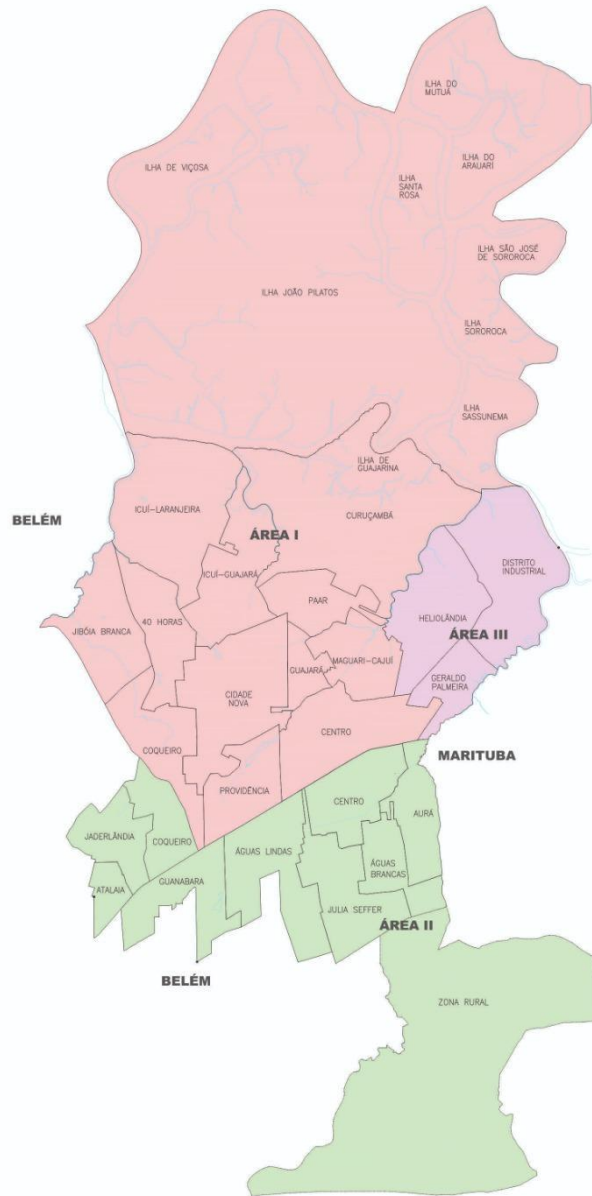 ILHA DO
MUTUÁ
ILHA DE VIÇOSA
ILHA DO
ARAUARI
ILHA
SANTA
ROSA
ILHA SÃO JOSÉ
DE SOROROCA
ILHA JOÃO PILATOS
ILHA
SOROROCA
ILHA
SASSUNEMA
ILHA DE
GUAJARINA
ICUÍ-LARANJEIRA
CURUÇAMBÁ
BELÉM
ÁREA I
DISTRITO
INDUSTRIAL
ICUÍ-GUAJARÁ
PAAR
HELIOLÂNDIA
40 HORAS
JIBÓIA BRANCA
ÁREA III
MAGUARI-CAJUÍ
GUAJARÁ
GERALDO
PALMEIRA
CIDADE
NOVA
CENTRO
COQUEIRO
MARITUBA
PROVIDÊNCIA
CENTRO
AURÁ
JADERLÂNDIA
COQUEIRO
ÁGUAS LINDAS
ÁGUAS
BRANCAS
GUANABARA
ATALAIA
JULIA SEFFER
ÁREA II
BELÉM
ZONA RURAL